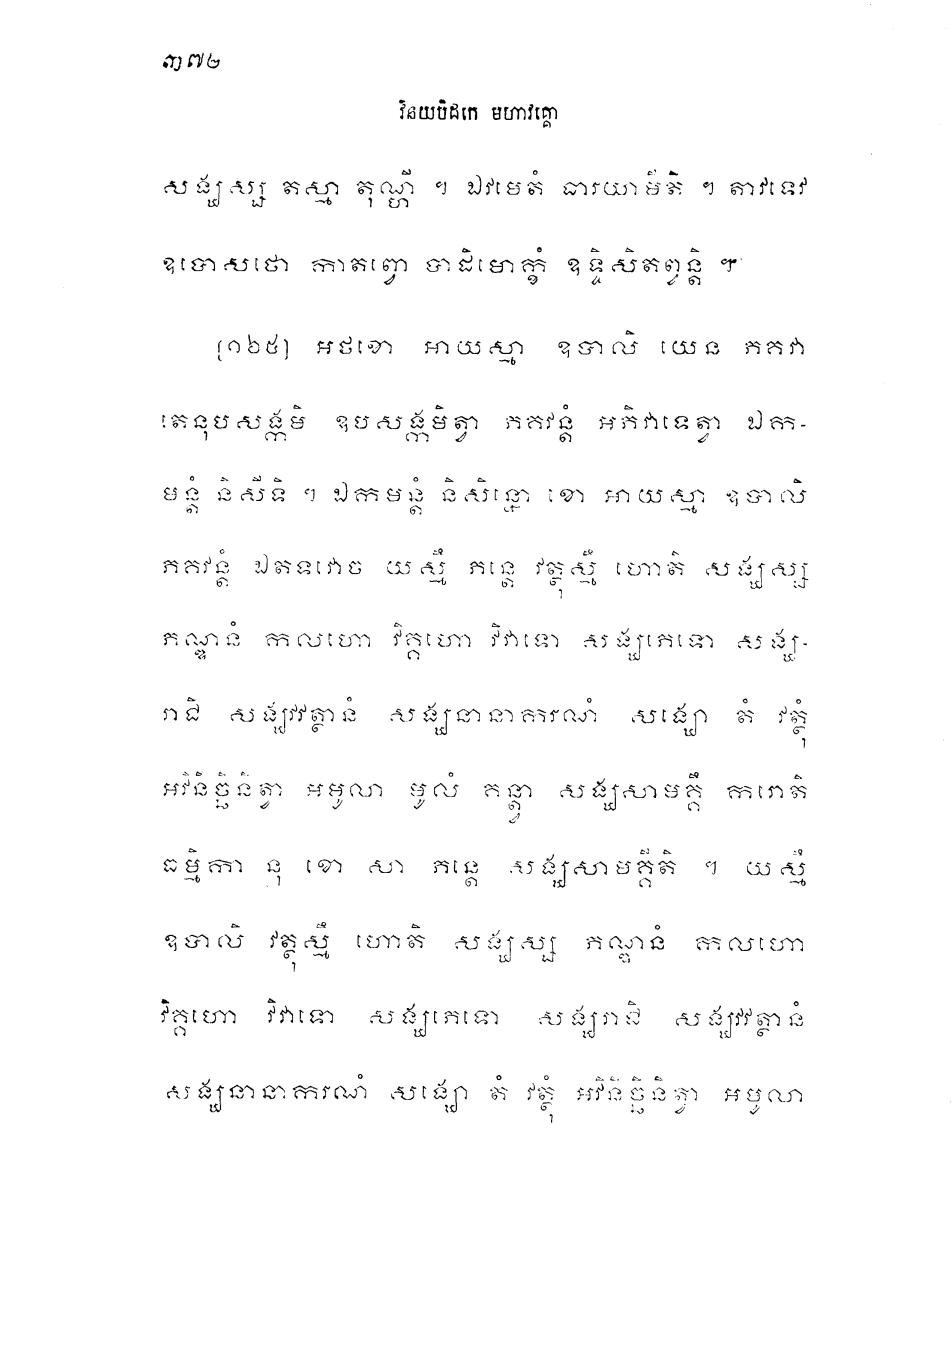 ៣៧២
វិនយបិដកេ មហាវគ្គោ
សង្ឃស្ស តស្មា តុណ្ហី ។ ឯវមេតំ ធារយាមីតិ ។ តាវទេវ
ឧបោសថោ កាតព្វោ បាដិមោក្ខំ ឧទ្ទិសិតព្វន្តិ ៕
[១២៥] អថខោ អាយស្មា ឧបាលិ យេន ភគវា
តេនុបសង្កមិ ឧបសង្កមិត្វា ភគវន្តំ អភិវាទេត្វា ឯក-
មន្តំ និសីទិ ។ ឯកមន្តំ និសិន្នោ ខោ អាយស្មា ឧបាលិ
ភគវន្តំ ឯតទវោច យស្មឹ ភន្តេ វត្ថុស្មឹ ហោតិ សង្ឃស្ស
ភណ្ឌនំ កលហោ វិគ្គហោ វិវាទោ សង្ឃភេទោ សង្ឃ-
រាជិ សង្ឃវវត្ថានំ សង្ឃនានាករណំ សង្ឃោ តំ វត្ថុំ
អវិនិច្ឆិនិត្វា អមូលា មូលំ គន្ត្វា សង្ឃសាមគ្គឹ ករោតិ
ធម្មិកា នុ ខោ សា ភន្តេ សង្ឃសាមគ្គីតិ ។ យស្មឹ
ឧបាលិ វត្ថុស្មឹ ហោតិ សង្ឃស្ស ភណ្ឌនំ កលហោ
វិគ្គហោ វិវាទោ សង្ឃភេទោ សង្ឃរាជិ សង្ឃវវត្ថានំ
សង្ឃនានាករណំ សង្ឃោ តំ វត្ថុំ អវិនិច្ឆិនិត្វា អមូលា